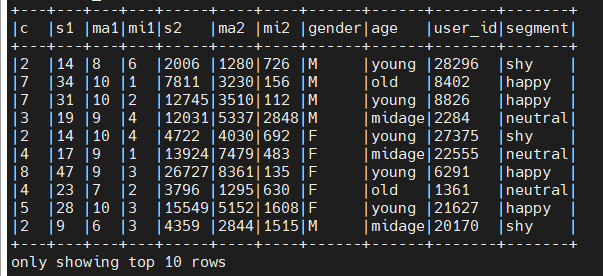 +---+---+---+---+-----+----+----+------+------+-------+-------+
|c  |s1 |ma1|mi1|s2   |ma2 |mi2 |gender|age   |user_id|segment|
+---+---+---+---+-----+----+----+------+------+-------+-------+
|2  |14 |8  |6  |2006 |1280|726 |M     |young |28296  |shy    |
|7  |34 |10 |1  |7811 |3230|156 |M     |old   |8402   |happy  |
|7  |31 |10 |2  |12745|3510|112 |M     |young |8826   |happy  |
|3  |19 |9  |4  |12031|5337|2848|M     |midage|2284   |neutral|
|2  |14 |10 |4  |4722 |4030|692 |F     |young |27375  |shy    |
|4  |17 |9  |1  |13924|7479|483 |F     |midage|22555  |neutral|
|8  |47 |9  |3  |26727|8361|135 |F     |young |6291   |happy  |
|4  |23 |7  |2  |3796 |1295|630 |F     |old   |1361   |neutral|
|5  |28 |10 |3  |15549|5152|1608|F     |young |21627  |happy  |
|2  |9  |6  |3  |4359 |2844|1515|M     |midage|20170  |shy    |
+---+---+---+---+-----+----+----+------+------+-------+-------+
only showing top 10 rows